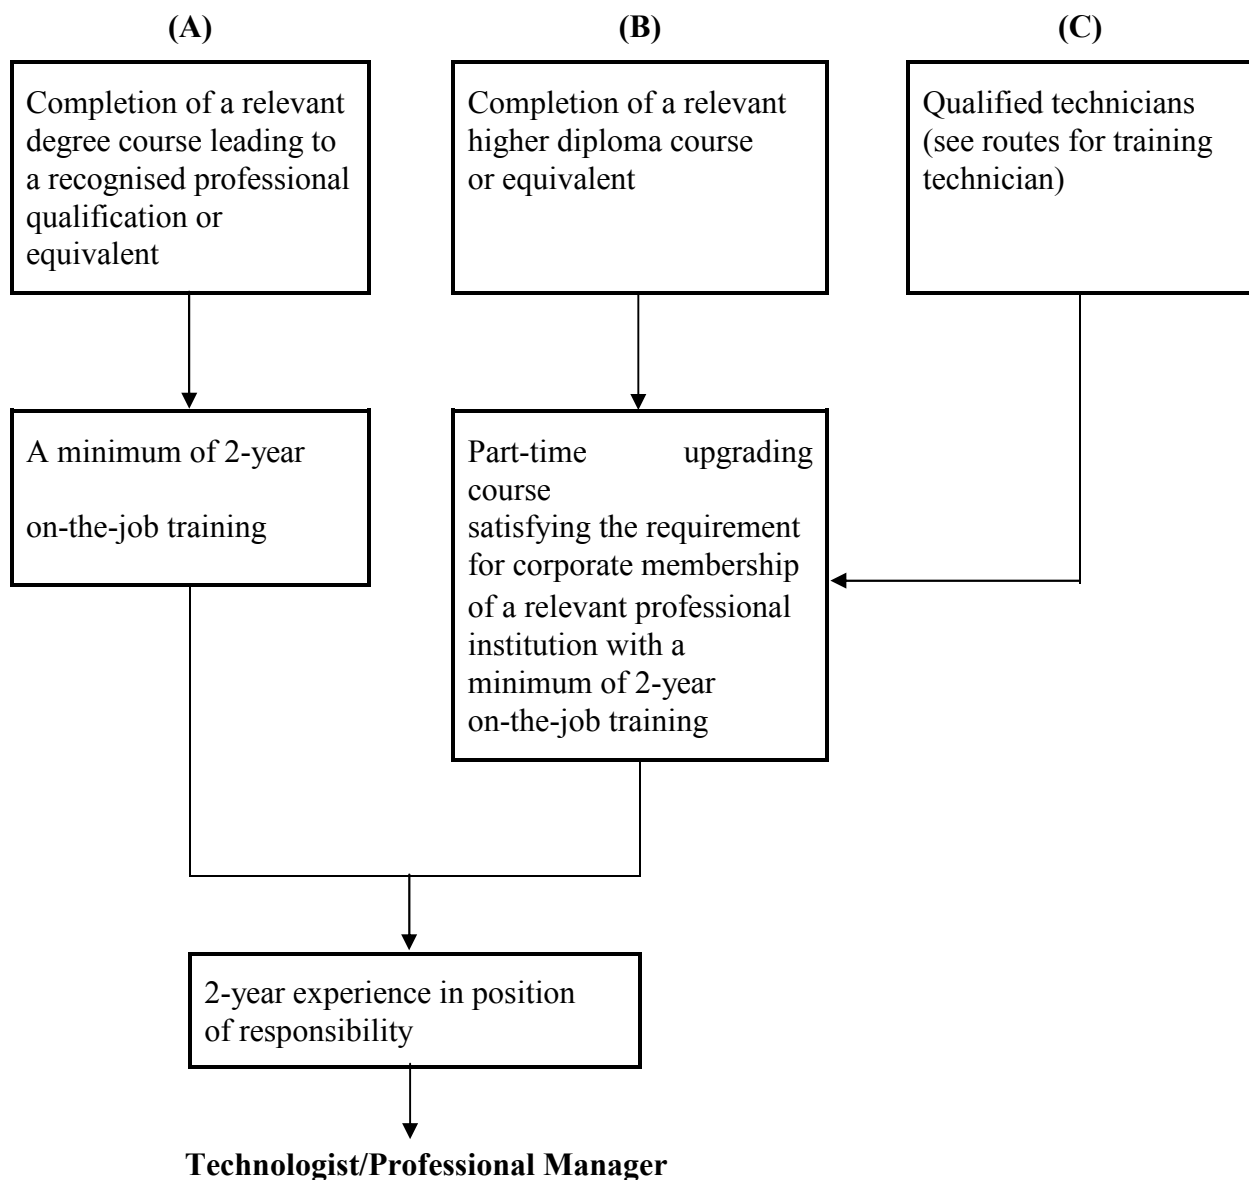 (A)
(B)
(C)
Completion of a relevant
degree course leading to
a recognised professional
qualification or
equivalent
Completion of a relevant
higher diploma course
or equivalent
Qualified technicians
(see routes for training
technician)
A minimum of 2-year
on-the-job training
Part-time upgrading
course
satisfying the requirement
for corporate membership
of a relevant professional
institution with a
minimum of 2-year
on-the-job training
2-year experience in position
of responsibility
Technologist/Professional Manager